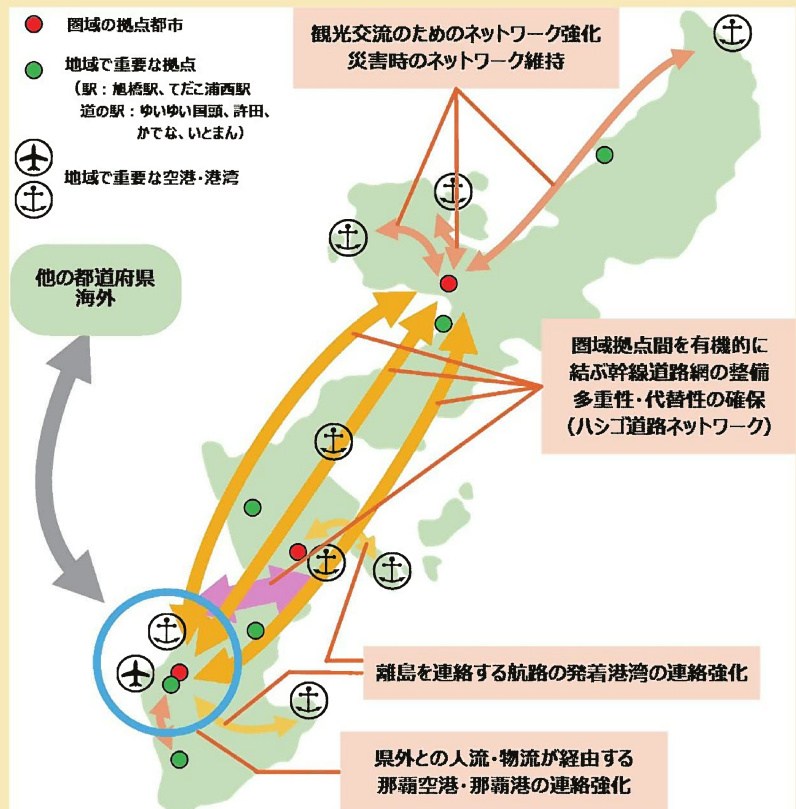 圏域の拠点都市
地域で重要な拠点
(駅：旭橋駅、てだこ浦西駅
道の駅：ゆいゆい国頭、許田、
かでな、いとまん)
地域で重要な空港・港湾
観光交流のためのネットワーク強化
災害時のネットワーク維持
他の都道府県
海外
圏域拠点間を有機的に
結ぶ幹線道路網の整備
多重性・代替性の確保
(ハシゴ道路ネットワーク)
離島を連絡する航路の発着港湾の連絡強化
県外との人流・物流が経由する
那覇空港・那覇港の連絡強化